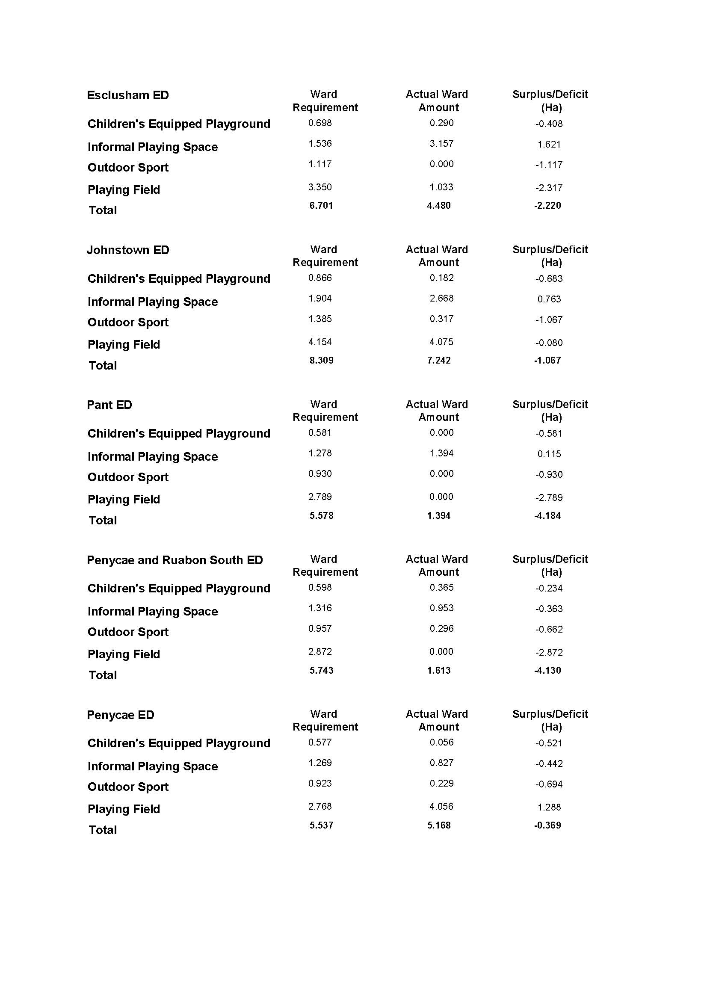 Esclusham ED Ward Actual Ward Surplus/Deficit
Requirement Amount (Ha)
Children's Equipped Playground 0.698 0.290 -0.408
Informal Playing Space 1.536 3.157 1.621
Outdoor Sport 1.117 0.000 -1.117
Playing Field 3.350 1.033 -2.317
Total 6.701 4.480 -2.220
Johnstown ED Ward Actual Ward Surplus/Deficit
Requirement Amount (Ha)
Children's Equipped Playground 0.866 0.182 -0.683
Informal Playing Space 1.904 2.668 0.763
Outdoor Sport 1.385 0.317 -1.067
Playing Field 4.154 4.075 -0.080
Total 8.309 7.242 -1.067
Pant ED Ward Actual Ward Surplus/Deficit
Requirement Amount (Ha)
Children's Equipped Playground 0.581 0.000 -0.581
Informal Playing Space 1.278 1.394 0.115
Outdoor Sport 0.930 0.000 -0.930
Playing Field 2.789 0.000 -2.789
Total 5.578 1.394 -4.184
Penycae and Ruabon South ED Ward Actual Ward Surplus/Deficit
Requirement Amount (Ha)
Children's Equipped Playground 0.598 0.365 -0.234
Informal Playing Space 1.316 0.953 -0.363
Outdoor Sport 0.957 0.296 -0.662
Playing Field 2.872 0.000 -2.872
Total 5.743 1.613 -4.130
Penycae ED Ward Actual Ward Surplus/Deficit
Requirement Amount (Ha)
Children's Equipped Playground 0.577 0.056 -0.521
Informal Playing Space 1.269 0.827 -0.442
Outdoor Sport 0.923 0.229 -0.694
Playing Field 2.768 4.056 1.288
Total 5.537 5.168 -0.369